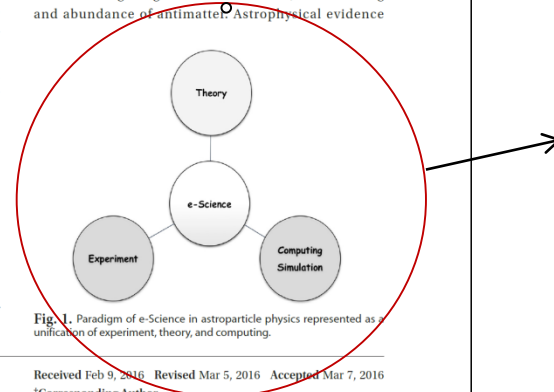 and abundance of antimatter. Astrophysical evidence
Theory
e-Science
Experiment
Computing
Simulation
Fig. 1. Paradigm of e-Science in astroparticle physics represented as a
unification of experiment, theory, and computing.
Received Feb 9, 2016 Revised Mar 5, 2016 Accepted Mar 7, 2016